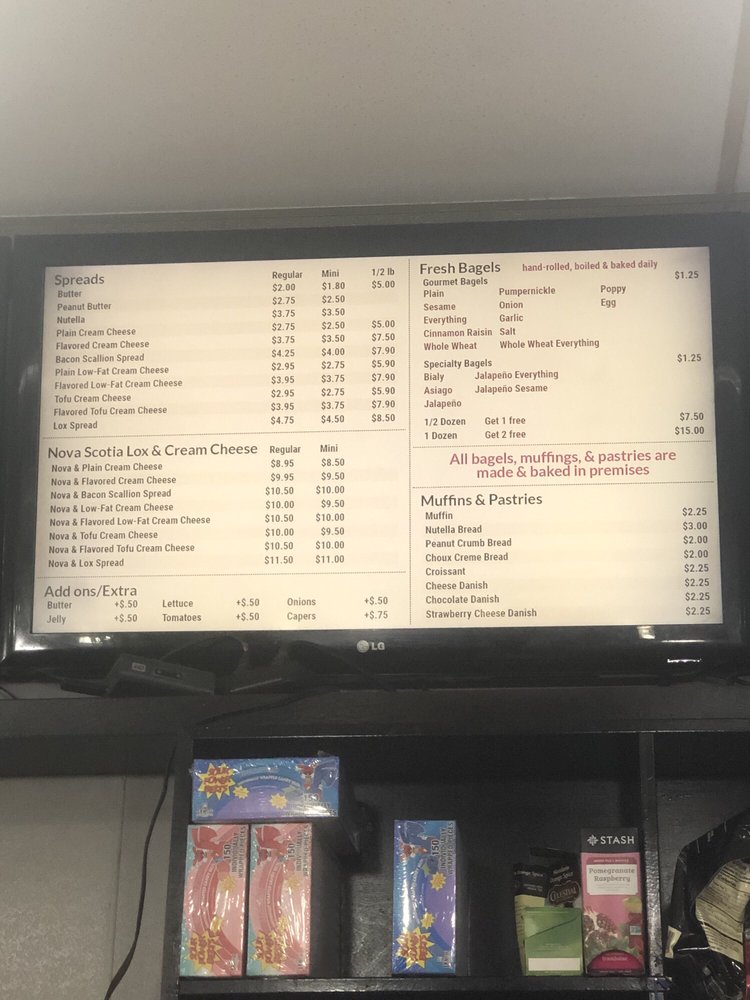 Spreads Regular Mini 1/2 lb
Butter $2.00 $1.80 $5.00
Peanut Butter $2.75 $2.50
Nutella $3.75 $3.50
Plain Cream Cheese $2.75 $2.50 $5.00
Flavored Cream Cheese $3.75 $3.50 $7.50
Bacon Scallion Spread $4.25 $4.00 $7.90
Plain Low-Fat Cream Cheese $2.95 $2.75 $5.90
Flavored Low-Fat Cream Cheese $3.95 $3.75 $7.90
Tofu Cream Cheese $2.95 $2.75 $5.90
Flavored Tofu Cream Cheese $3.95 $3.75 $7.90
Lox Spread $4.75 $4.50 $8.50
Nova Scotia Lox & Cream Cheese Regular Mini
Nova & Plain Cream Cheese $8.95 $8.50
Nova & Flavored Cream Cheese $9.95 $9.50
Nova & Bacon Scallion Spread $10.50 $10.00
Nova & Low-Fat Cream Cheese $10.00 $9.50
Nova & Flavored Low-Fat Cream Cheese $10.50 $10.00
Nova & Tofu Cream Cheese $10.00 $9.50
Nova & Flavored Tofu Cream Cheese $10.50 $10.00
Nova & Lox Spread $11.50 $11.00
Add ons/Extra
Butter +$.50 Lettuce +$.50 Onions +$.50
Jelly +$.50 Tomatoes +$.50 Capers +$.75
Fresh Bagels hand-rolled, boiled & baked daily
Gourmet Bagels $1.25
Plain Pumpernickle Poppy
Sesame Onion Egg
Everything Garlic
Cinnamon Raisin Salt
Whole Wheat Whole Wheat Everything
Specialty Bagels $1.25
Bialy Jalapeño Everything
Asiago Jalapeño Sesame
Jalapeño
1/2 Dozen Get 1 free $7.50
1 Dozen Get 2 free $15.00
All bagels, muffings, & pastries are
made & baked in premises
Muffins & Pastries
Muffin $2.25
Nutella Bread $3.00
Peanut Crumb Bread $2.00
Choux Creme Bread $2.00
Croissant $2.25
Cheese Danish $2.25
Chocolate Danish $2.25
Strawberry Cheese Danish $2.25
LG
SOUR POWER
150 INDIVIDUALLY WRAPPED PIECES
150 INDIVIDUALLY
150 INDIVIDUALLY WRAPPED PIECES
CELESTIAL
STASH
Pomegranate
Raspberry